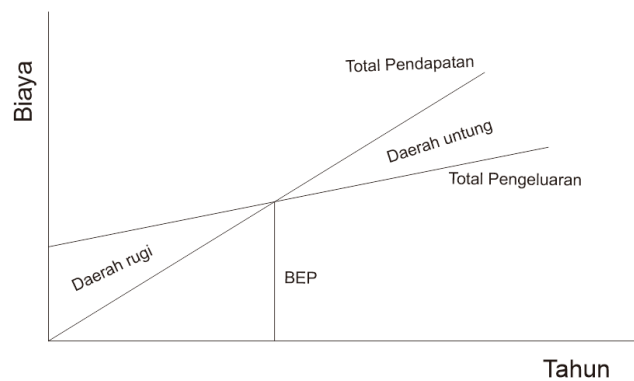 Total Pendapatan
Biaya
Daerah untung
Total Pengeluaran
Daerah rugi
BEP
Tahun